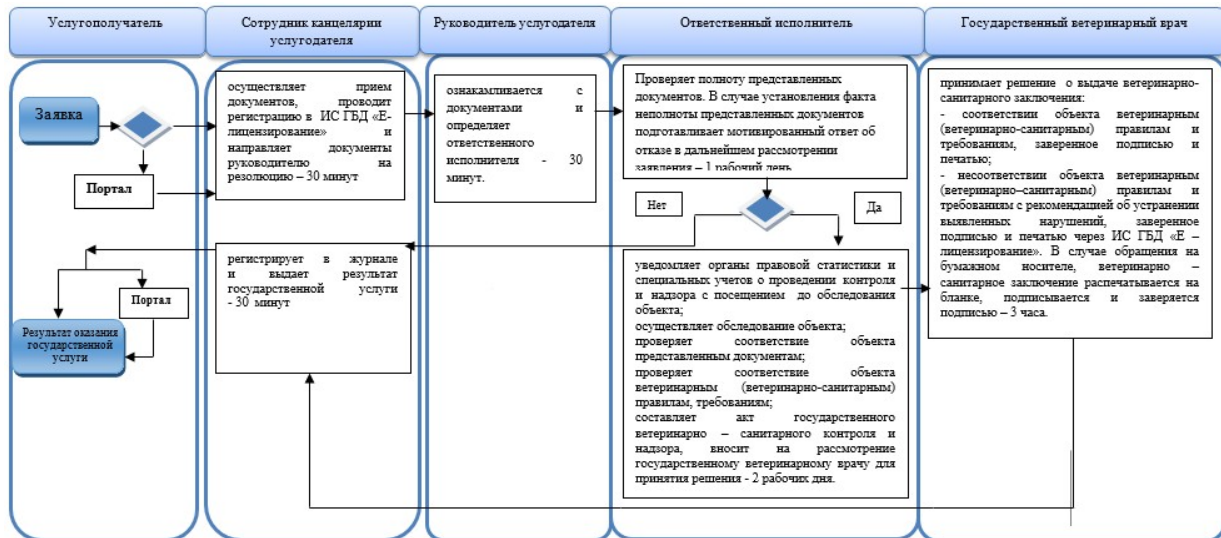 Услугополучатель
Сотрудник канцелярии
услугодателя
Руководитель услугодателя
Ответственный исполнитель
Государственный ветеринарный врач
Заявка
Портал
осуществляет прием
документов, проводит
регистрацию в ИС ГБД «Е-
лицензирование» и
направляет документы
руководителю на
резолюцию – 30 минут
ознакамливается с
документами и
определяет
ответственного
исполнителя - 30
минут.
Проверяет полноту представленных
документов. В случае установления факта
неполноты представленных документов
подготавливает мотивированный ответ об
отказе в дальнейшем рассмотрении
заявления – 1 рабочий день
Нет
Да
принимает решение о выдаче ветеринарно-
санитарного заключения:
- соответствии объекта ветеринарным
(ветеринарно-санитарным) правилам и
требованиям, заверенное подписью и
печатью;
- несоответствии объекта ветеринарным
(ветеринарно–санитарным) правилам и
требованиям с рекомендацией об устранении
выявленных нарушений, заверенное
подписью и печатью через ИС ГБД «Е –
лицензирование». В случае обращения на
бумажном носителе, ветеринарно –
санитарное заключение распечатывается на
бланке, подписывается и заверяется
подписью – 3 часа.
регистрирует в журнале
и выдает результат
государственной услуги
- 30 минут
Портал
Результат оказания
государственной
услуги
уведомляет органы правовой статистики и
специальных учетов о проведении контроля
и надзора с посещением до обследования
объекта;
осуществляет обследование объекта;
проверяет соответствие объекта
представленным документам;
проверяет соответствие объекта
ветеринарным (ветеринарно-санитарным)
правилам, требованиям;
составляет акт государственного
ветеринарно – санитарного контроля и
надзора, вносит на рассмотрение
государственному ветеринарному врачу для
принятия решения - 2 рабочих дня.